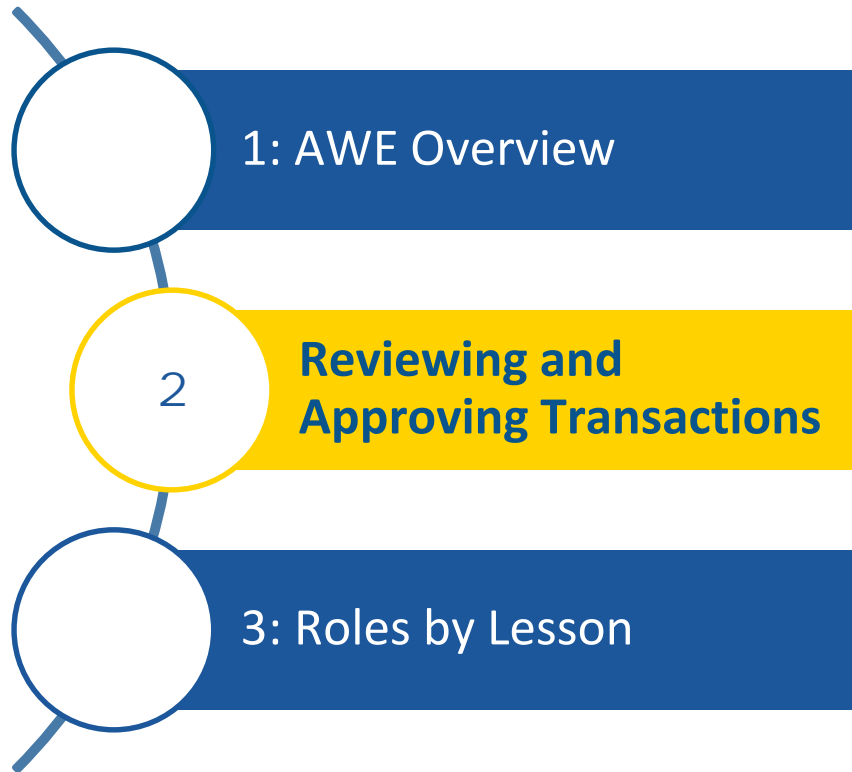 1: AWE Overview
2
Reviewing and
Approving Transactions
3: Roles by Lesson